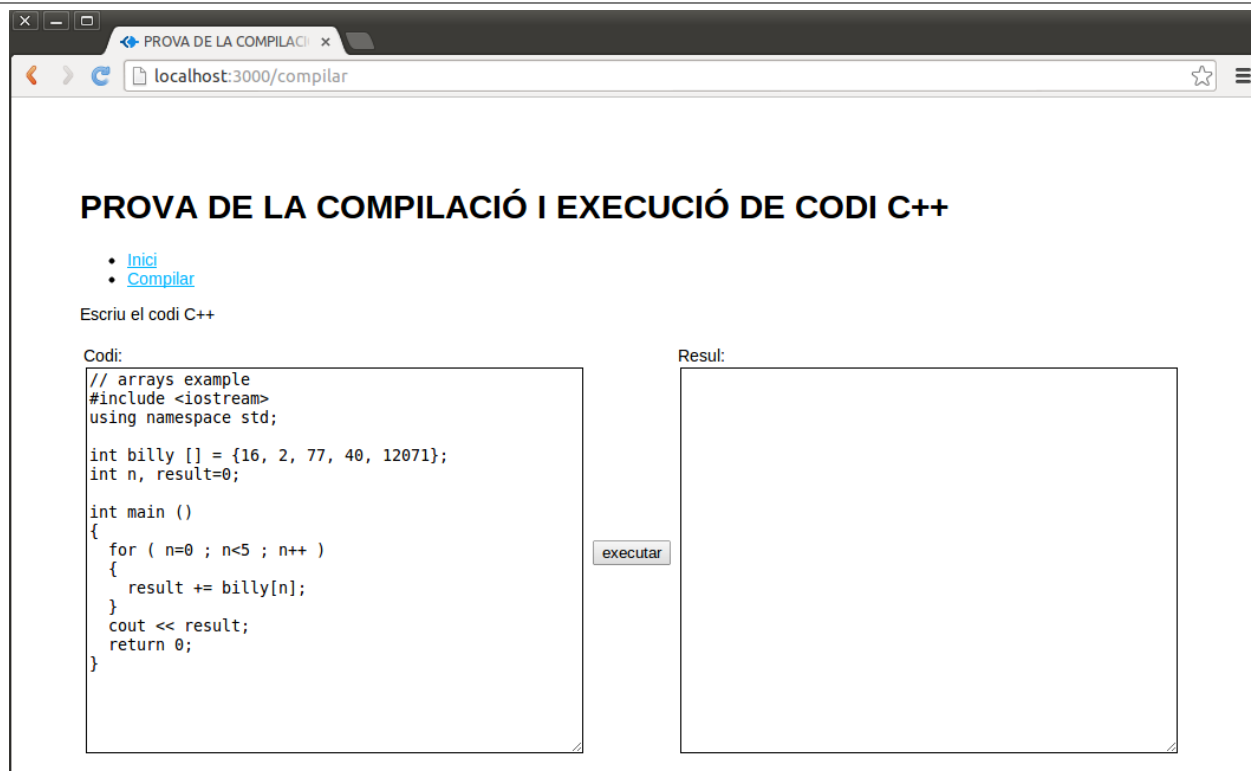 PROVA DE LA COMPILACI
localhost:3000/compilar
PROVA DE LA COMPILACIÓ I EXECUCIÓ DE CODI C++
Inici
Compilar
Escriu el codi C++
Codi:
// arrays example
#include <iostream>
using namespace std;
int billy [] = {16, 2, 77, 40, 12071};
int n, result=0;
int main ()
{
for ( n=0 ; n<5 ; n++ )
{
result += billy[n];
}
cout << result;
return 0;
}
executar
Resul: